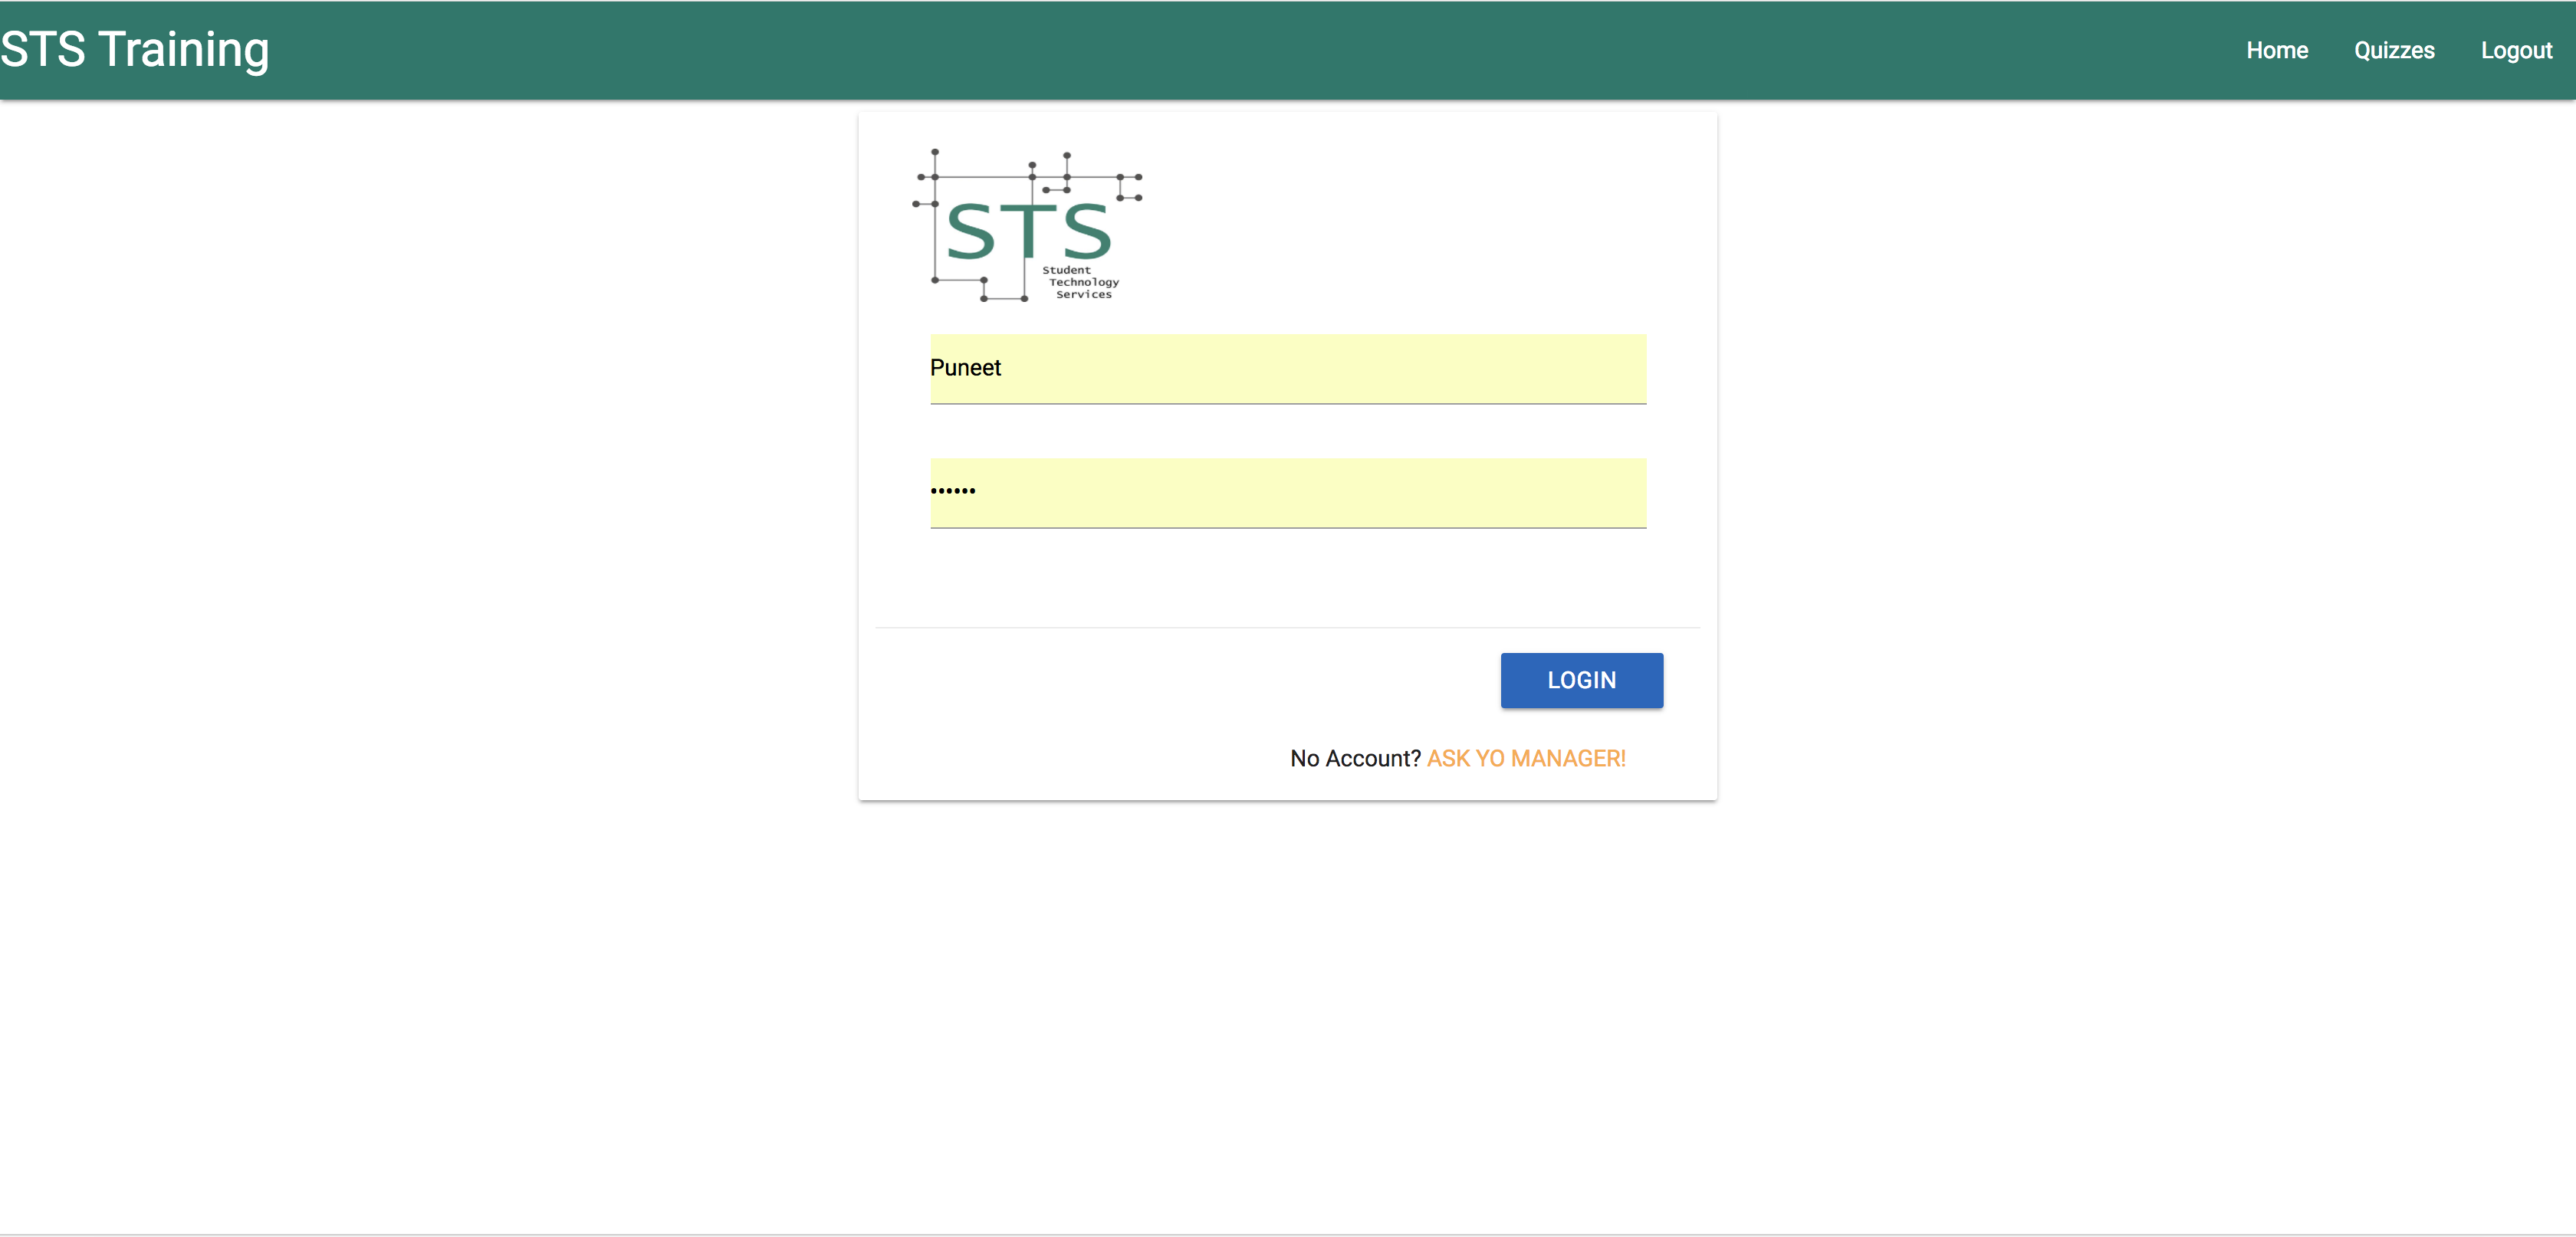 STS Training
Home Quizzes Logout
STS
Student
Technology
Services
Puneet
••••••
LOGIN
No Account? ASK YO MANAGER!